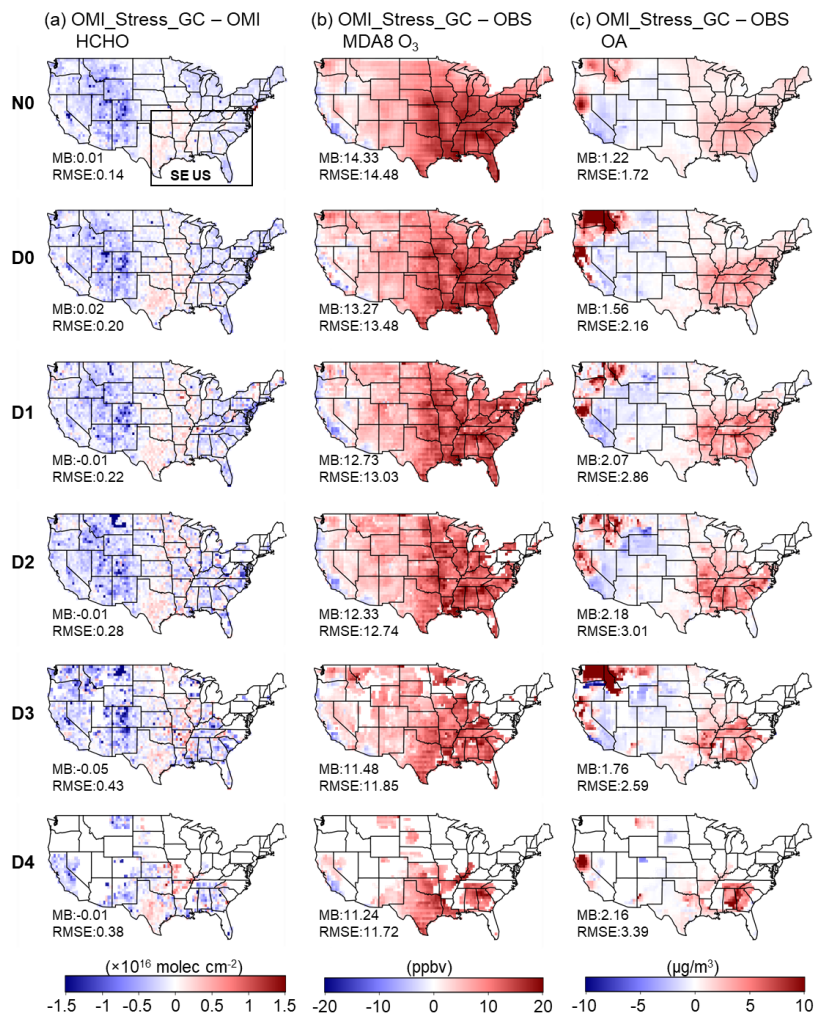 (a) OMI_Stress_GC – OMI (b) OMI_Stress_GC – OBS (c) OMI_Stress_GC – OBS
HCHO MDA8 O₃ OA
N0
SE US
MB:0.01 MB:14.33 MB:1.22
RMSE:0.14 RMSE:14.48 RMSE:1.72
D0
MB:0.02 MB:13.27 MB:1.56
RMSE:0.20 RMSE:13.48 RMSE:2.16
D1
MB:-0.01 MB:12.73 MB:2.07
RMSE:0.22 RMSE:13.03 RMSE:2.86
D2
MB:-0.01 MB:12.33 MB:2.18
RMSE:0.28 RMSE:12.74 RMSE:3.01
D3
MB:-0.05 MB:11.48 MB:1.76
RMSE:0.43 RMSE:11.85 RMSE:2.59
D4
MB:-0.01 MB:11.24 MB:2.16
RMSE:0.38 RMSE:11.72 RMSE:3.39
(×10¹⁶ molec cm⁻²) (ppbv) (µg/m³)
-1.5 -1.0 -0.5 0 0.5 1.0 1.5 -20 -10 0 10 20 -10 -5 0 5 10